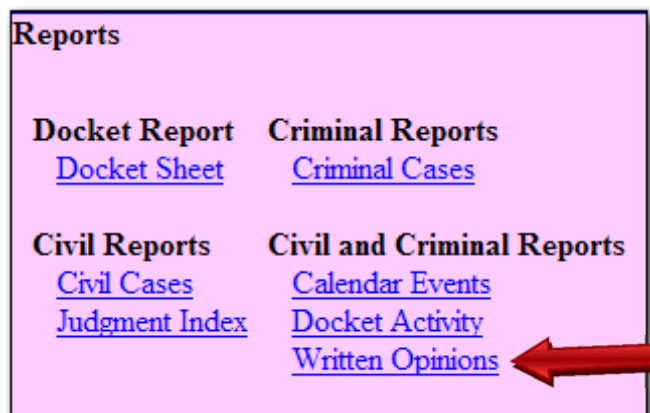 Reports
Docket Report
Docket Sheet
Criminal Reports
Criminal Cases
Civil Reports
Civil Cases
Judgment Index
Civil and Criminal Reports
Calendar Events
Docket Activity
Written Opinions